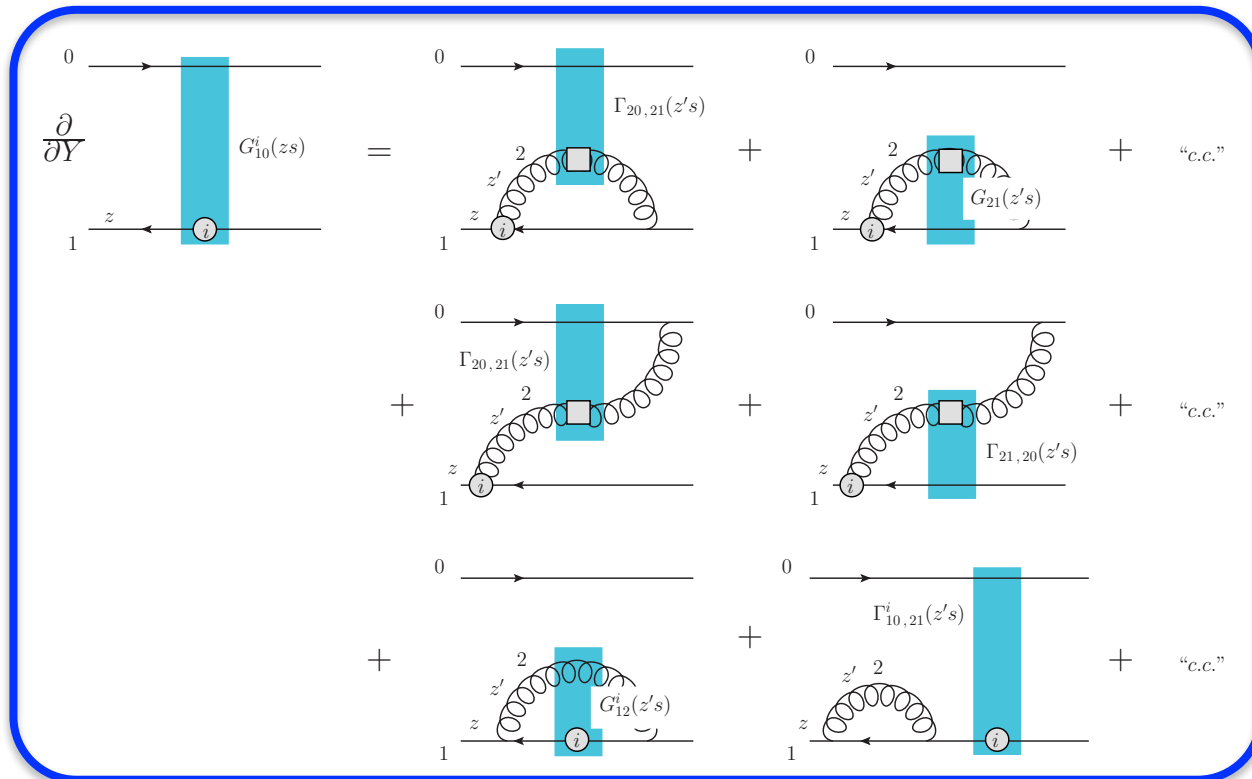 0
∂/∂Y
G^i_{10}(zs)
z
i
1
=
0
Γ_{20,21}(z's)
2
z'
z
i
1
+
0
2
z'
G_{21}(z's)
z
i
1
+
“c.c.”
+
0
Γ_{20,21}(z's)
2
z'
z
i
1
+
0
2
z'
Γ_{21,20}(z's)
z
i
1
+
“c.c.”
+
0
2
z'
G^i_{12}(z's)
z
i
1
+
0
Γ^i_{10,21}(z's)
2
z'
z
i
1
+
“c.c.”